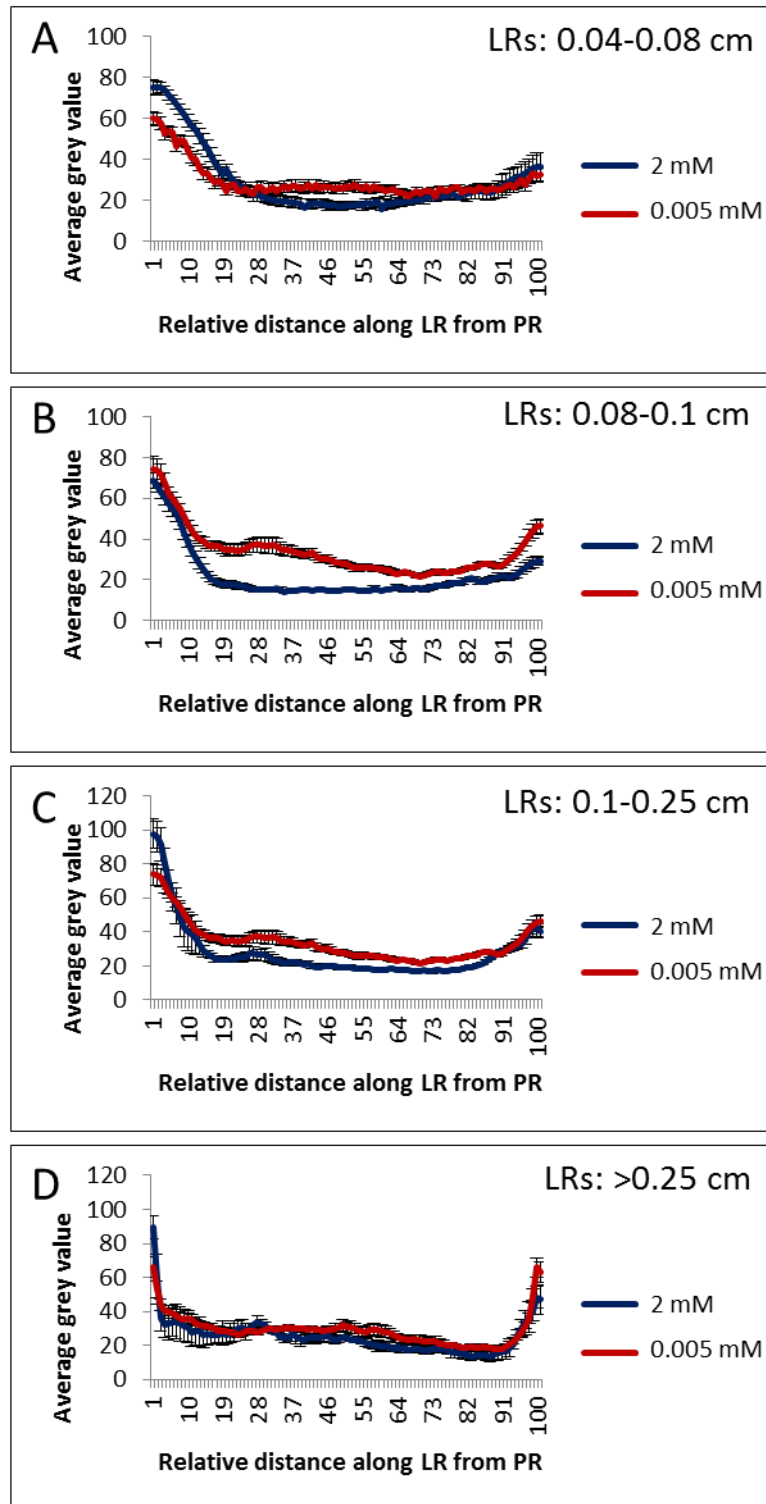 A
LRs: 0.04-0.08 cm
Average grey value
100
80
60
40
20
0
1 10 19 28 37 46 55 64 73 82 91 100
Relative distance along LR from PR
2 mM
0.005 mM
B
LRs: 0.08-0.1 cm
Average grey value
100
80
60
40
20
0
1 10 19 28 37 46 55 64 73 82 91 100
Relative distance along LR from PR
2 mM
0.005 mM
C
LRs: 0.1-0.25 cm
Average grey value
120
100
80
60
40
20
0
1 10 19 28 37 46 55 64 73 82 91 100
Relative distance along LR from PR
2 mM
0.005 mM
D
LRs: >0.25 cm
Average grey value
120
100
80
60
40
20
0
1 10 19 28 37 46 55 64 73 82 91 100
Relative distance along LR from PR
2 mM
0.005 mM